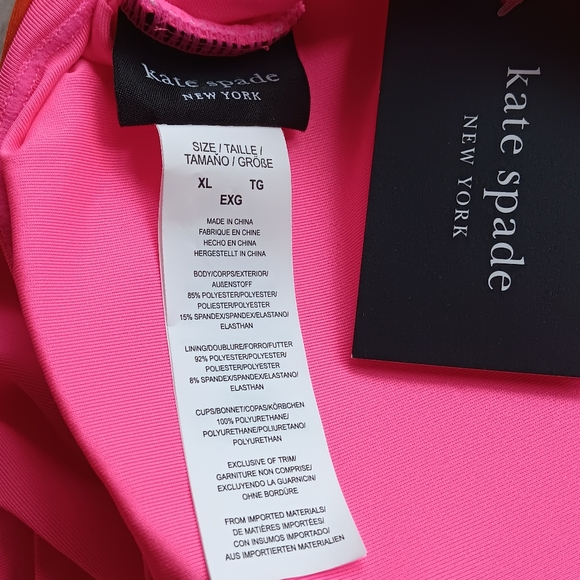 kate spade
NEW YORK
SIZE / TAILLE /
TAMAÑO / GRÖßE
XL TG
EXG
MADE IN CHINA
FABRIQUE EN CHINE
HECHO EN CHINA
HERGESTELLT IN CHINA
BODY/CORPS/EXTERIOR/
AUßENSTOFF
85% POLYESTER/POLYESTER/
POLIESTER/POLYESTER
15% SPANDEX/SPANDEX/ELASTANO/
ELASTHAN
LINING/DOUBLURE/FORRO/FUTTER
92% POLYESTER/POLYESTER/
POLIESTER/POLYESTER
8% SPANDEX/SPANDEX/ELASTANO/
ELASTHAN
CUPS/BONNET/COPAS/KÖRBCHEN
100% POLYURETHANE/
POLYURETHANE/POLIURETANO/
POLYURETHAN
EXCLUSIVE OF TRIM/
GARNITURE NON COMPRISE/
EXCLUYENDO LA GUARNICION/
OHNE BORDÜRE
FROM IMPORTED MATERIALS/
DE MATIÈRES IMPORTÉES/
CON INSUMOS IMPORTADO/
AUS IMPORTIERTEN MATERIALIEN
kate spade
NEW YORK